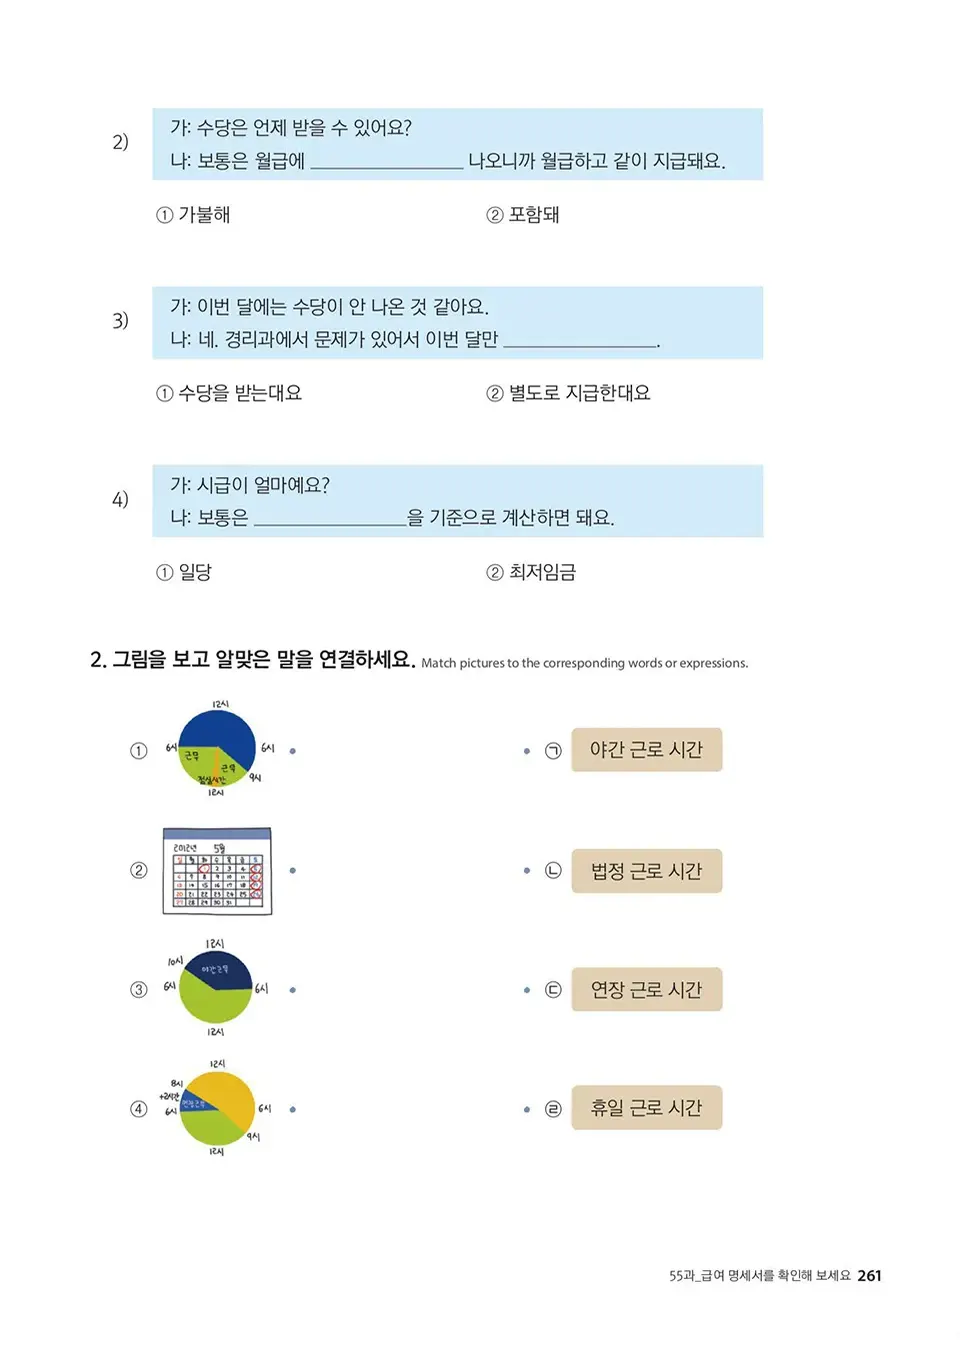 2)
가: 수당은 언제 받을 수 있어요?
나: 보통은 월급에 ________________ 나오니까 월급하고 같이 지급돼요.
① 가불해 ② 포함돼
3)
가: 이번 달에는 수당이 안 나온 것 같아요.
나: 네. 경리과에서 문제가 있어서 이번 달만 ________________.
① 수당을 받는대요 ② 별도로 지급한대요
4)
가: 시급이 얼마예요?
나: 보통은 ________________을 기준으로 계산하면 돼요.
① 일당 ② 최저임금
2. 그림을 보고 알맞은 말을 연결하세요. Match pictures to the corresponding words or expressions.
12시
① 6시 근무 근무 6시
점심시간 9시
12시
㉠ 야간 근로 시간
② 2012년 5월
㉡ 법정 근로 시간
12시
10시 야간근무
③ 6시 6시
12시
㉢ 연장 근로 시간
12시
8시
+2시간 연장근무
④ 6시 6시
9시
12시
㉣ 휴일 근로 시간
55과_급여 명세서를 확인해 보세요 261